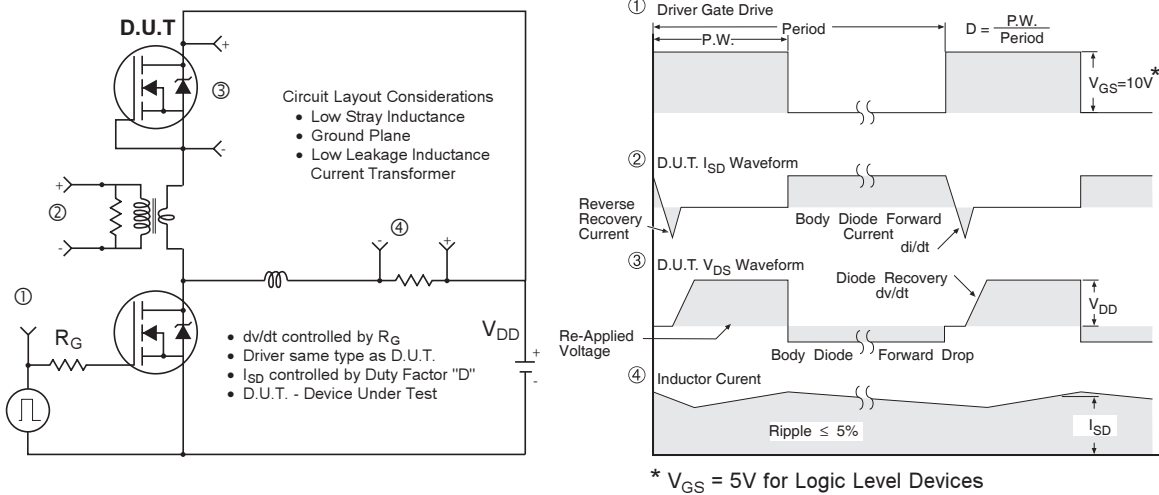 D.U.T
+
③
-
Circuit Layout Considerations
• Low Stray Inductance
• Ground Plane
• Low Leakage Inductance
Current Transformer
+
②
-
④
- +
①
R_G
• dv/dt controlled by R_G
• Driver same type as D.U.T.
• I_SD controlled by Duty Factor "D"
• D.U.T. - Device Under Test
V_DD
+
-
① Driver Gate Drive
P.W.
Period
D = P.W. / Period
V_GS=10V*
② D.U.T. I_SD Waveform
Reverse
Recovery
Current
Body Diode Forward
Current
di/dt
③ D.U.T. V_DS Waveform
Diode Recovery
dv/dt
V_DD
Re-Applied
Voltage
Body Diode Forward Drop
④ Inductor Curent
Ripple ≤ 5%
I_SD
* V_GS = 5V for Logic Level Devices